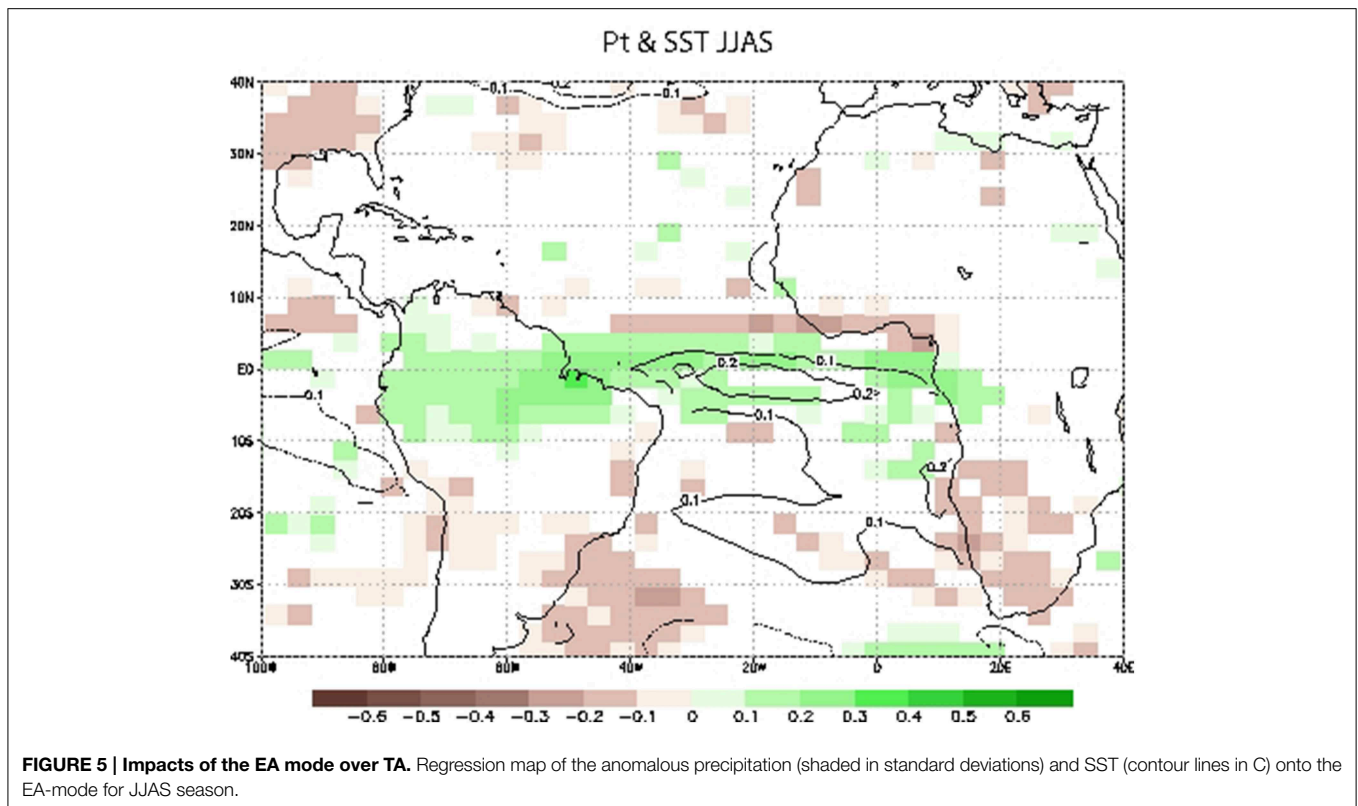 Pt & SST JJAS
40N
30N
20N
10N
EQ
10S
20S
30S
40S
100W 80W 60W 40W 20W 0 20E 40E
0.1 0.2 0.1
0.2 0.1
0.2
0.1
0.1
0.2
0.1
0.1
-0.6 -0.5 -0.4 -0.3 -0.2 -0.1 0 0.1 0.2 0.3 0.4 0.5 0.6
FIGURE 5 | Impacts of the EA mode over TA. Regression map of the anomalous precipitation (shaded in standard deviations) and SST (contour lines in C) onto the
EA-mode for JJAS season.